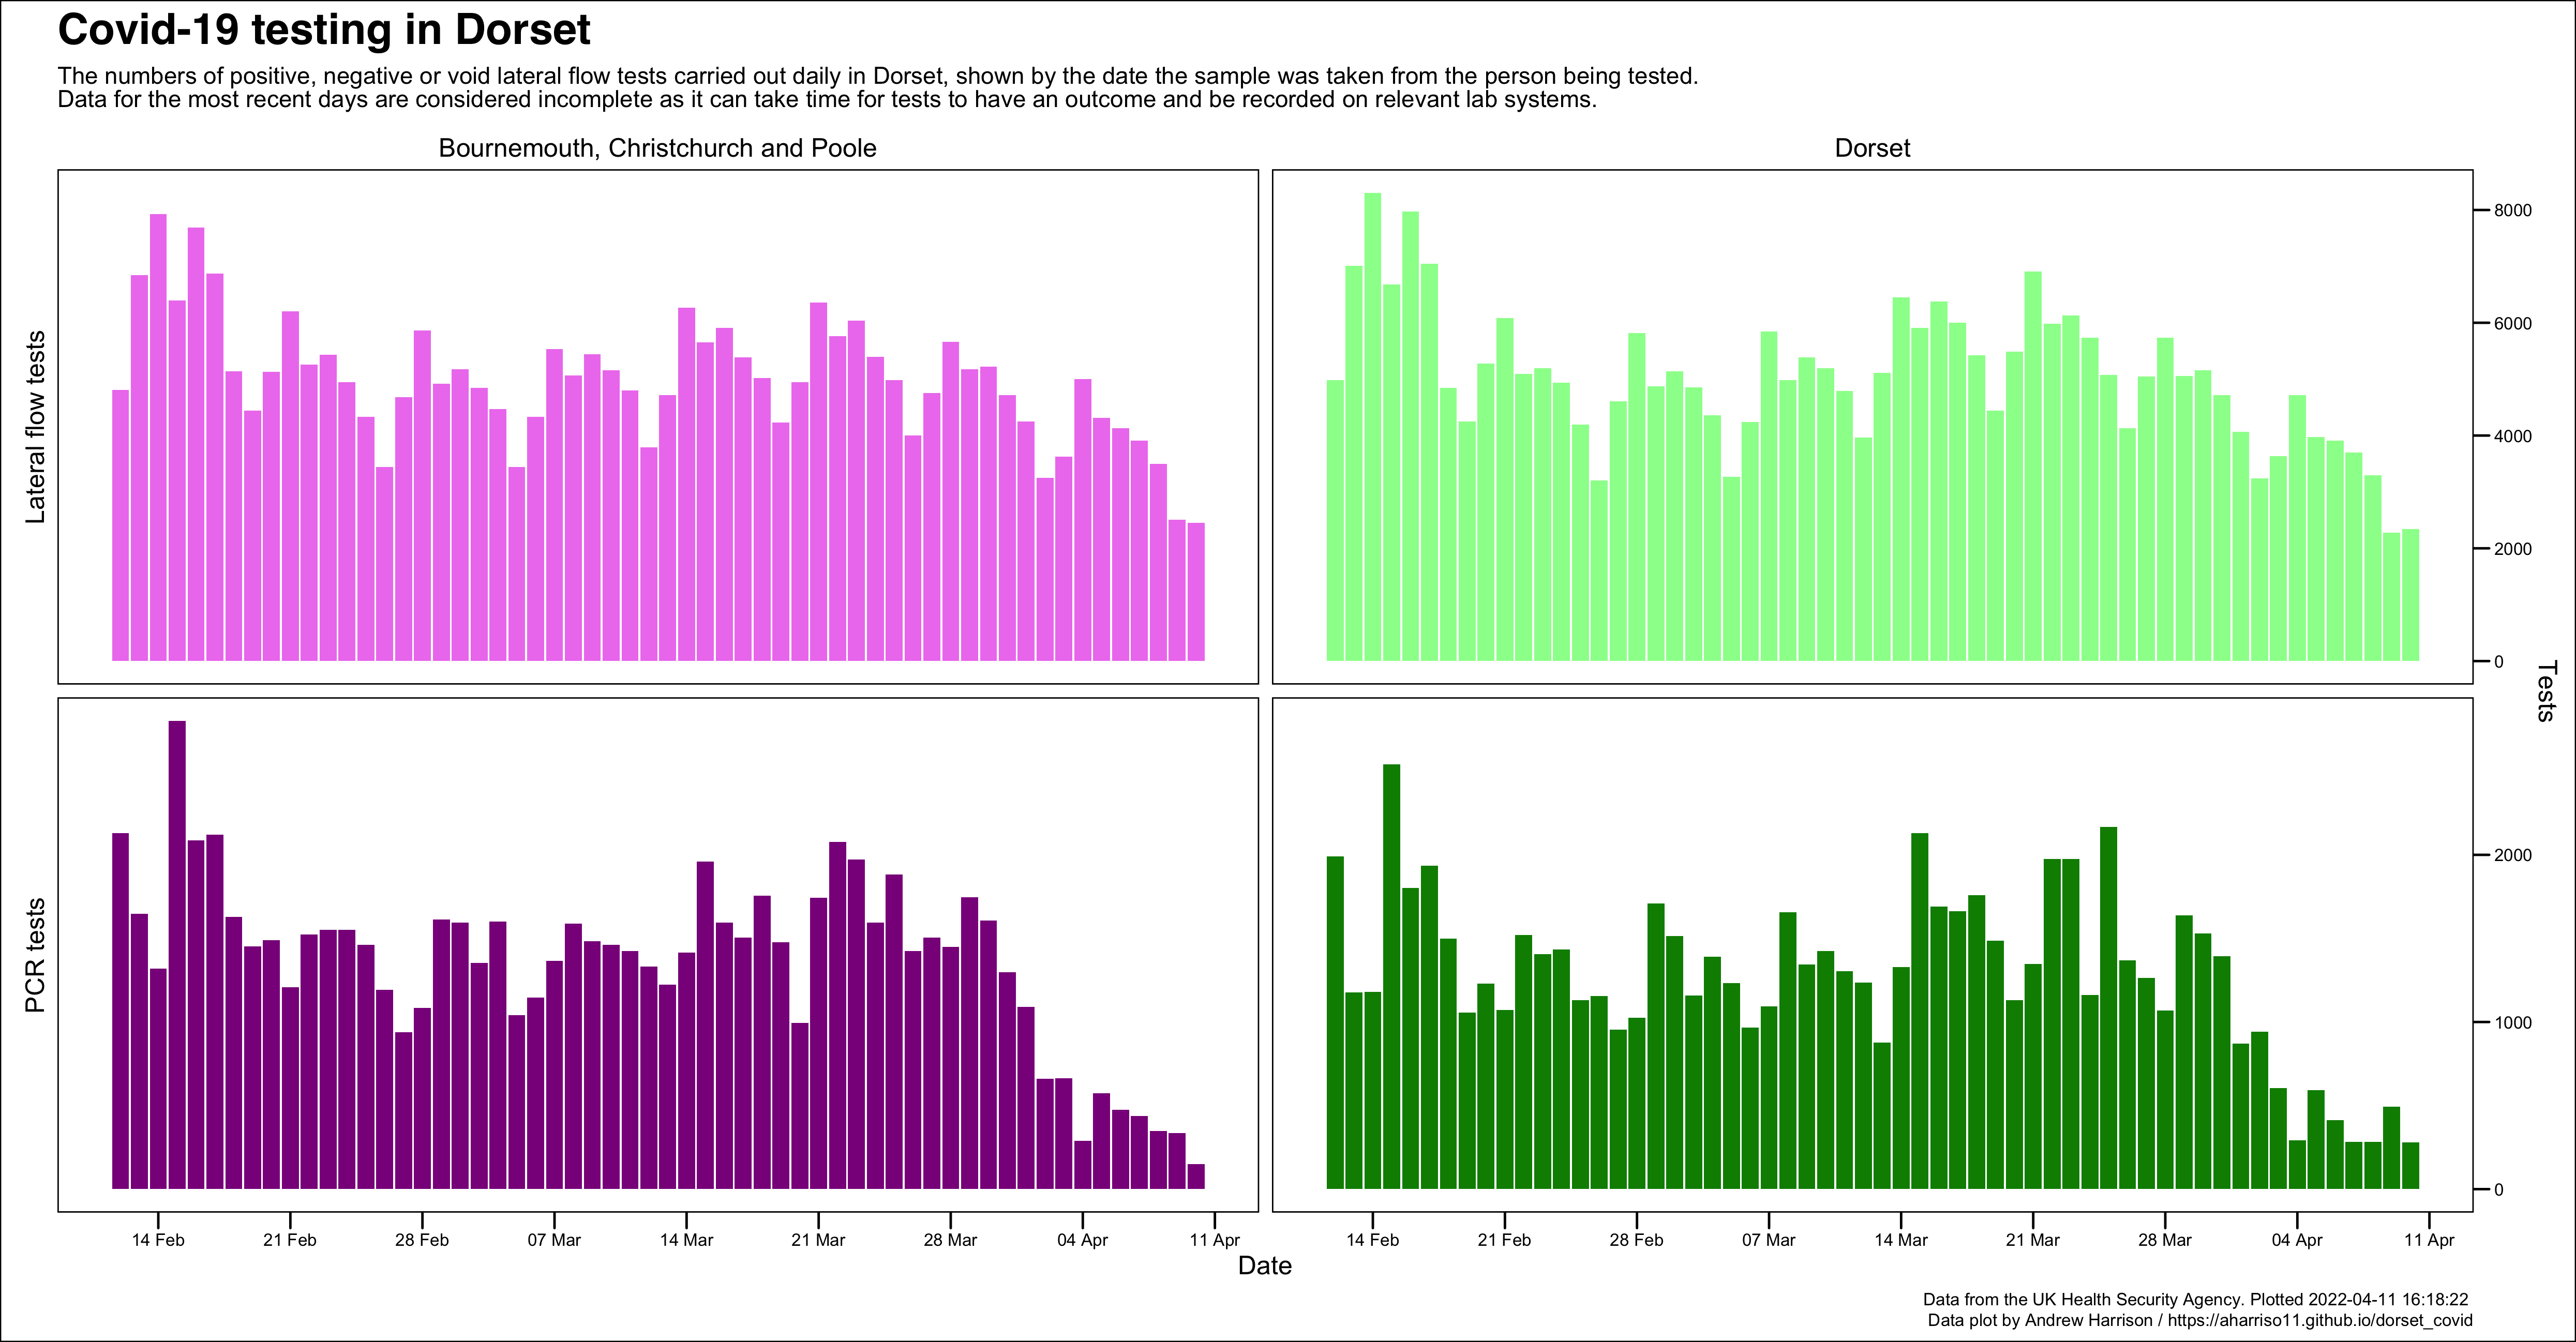 Covid-19 testing in Dorset
The numbers of positive, negative or void lateral flow tests carried out daily in Dorset, shown by the date the sample was taken from the person being tested.
Data for the most recent days are considered incomplete as it can take time for tests to have an outcome and be recorded on relevant lab systems.
Bournemouth, Christchurch and Poole
Dorset
Lateral flow tests
8000
6000
4000
2000
0
Tests
PCR tests
2000
1000
0
14 Feb 21 Feb 28 Feb 07 Mar 14 Mar 21 Mar 28 Mar 04 Apr 11 Apr
14 Feb 21 Feb 28 Feb 07 Mar 14 Mar 21 Mar 28 Mar 04 Apr 11 Apr
Date
Data from the UK Health Security Agency. Plotted 2022-04-11 16:18:22
Data plot by Andrew Harrison / https://aharriso11.github.io/dorset_covid